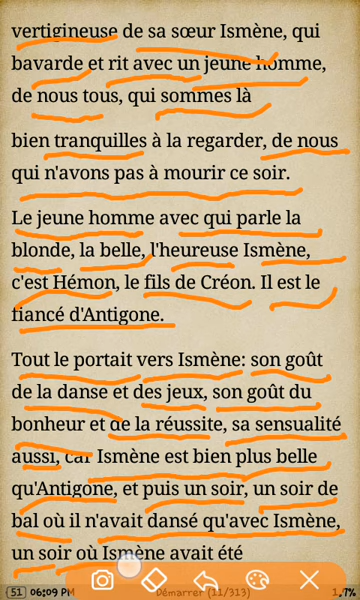 vertigineuse de sa sœur Ismène, qui
bavarde et rit avec un jeune homme,
de nous tous, qui sommes là
bien tranquilles à la regarder, de nous
qui n'avons pas à mourir ce soir.
Le jeune homme avec qui parle la
blonde, la belle, l'heureuse Ismène,
c'est Hémon, le fils de Créon. Il est le
fiancé d'Antigone.
Tout le portait vers Ismène: son goût
de la danse et des jeux, son goût du
bonheur et de la réussite, sa sensualité
aussi, car Ismène est bien plus belle
qu'Antigone, et puis un soir, un soir de
bal où il n'avait dansé qu'avec Ismène,
un soir où Ismène avait été
51 06:09 PM Démarrer (11/313) 1.7%